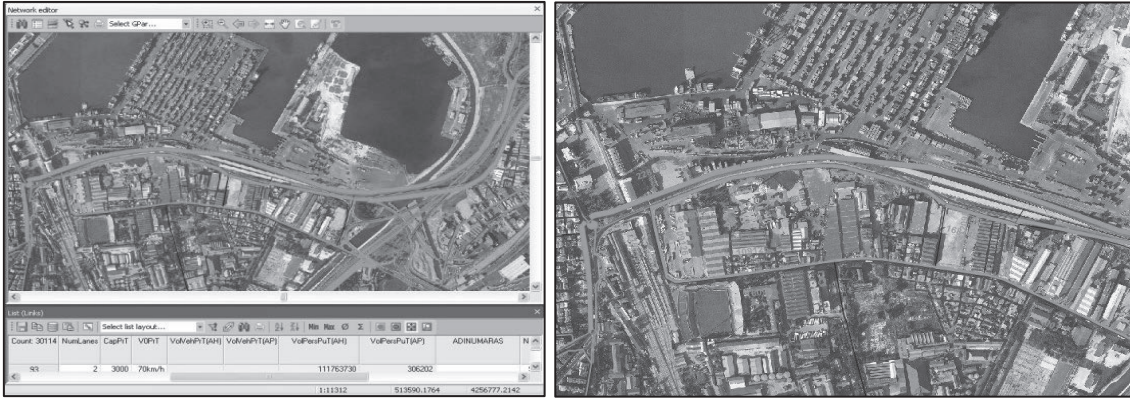 Network editor
Select GPar...
List (Links)
Select list layout...
Min Max Ø Σ
Count: 30114 NumLanes CapPrT V0PrT VolVehPrT(AH) VolVehPrT(AP) VolPersPuT(AH) VolPersPuT(AP) ADINUMARAS N
93 2 3000 70km/h 111763730 306202
1:11312 513590.1764 4256777.2142